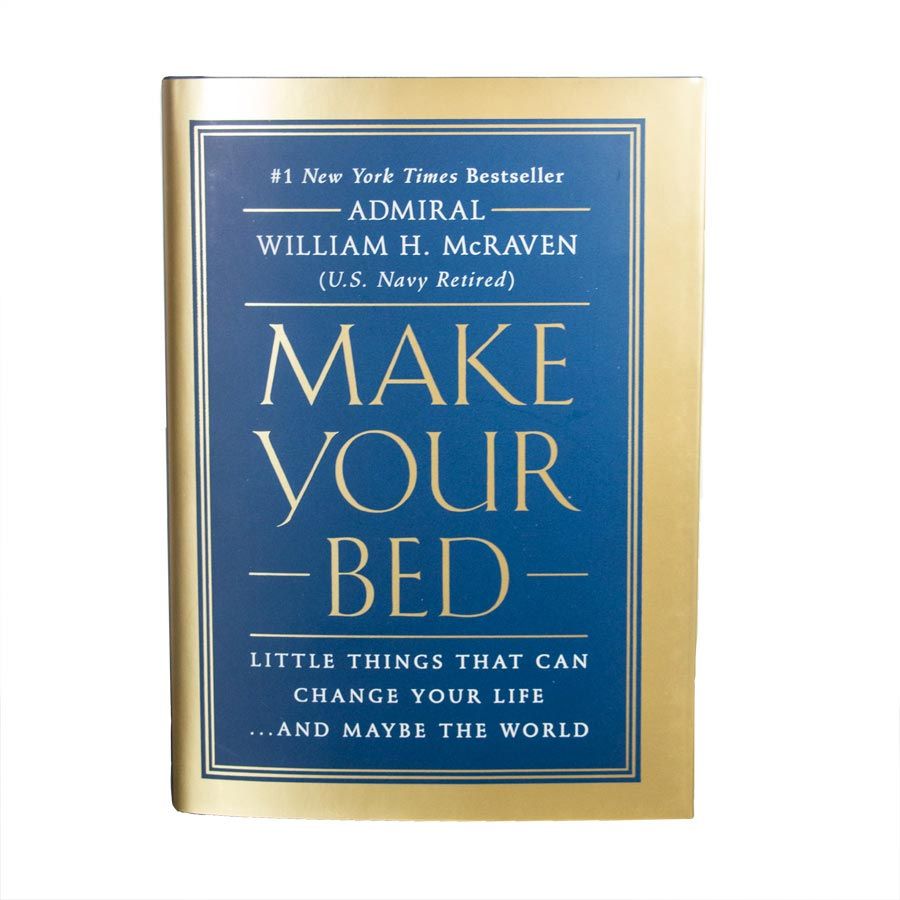 #1 New York Times Bestseller
ADMIRAL
WILLIAM H. McRAVEN
(U.S. Navy Retired)
MAKE
YOUR
BED
LITTLE THINGS THAT CAN
CHANGE YOUR LIFE
...AND MAYBE THE WORLD